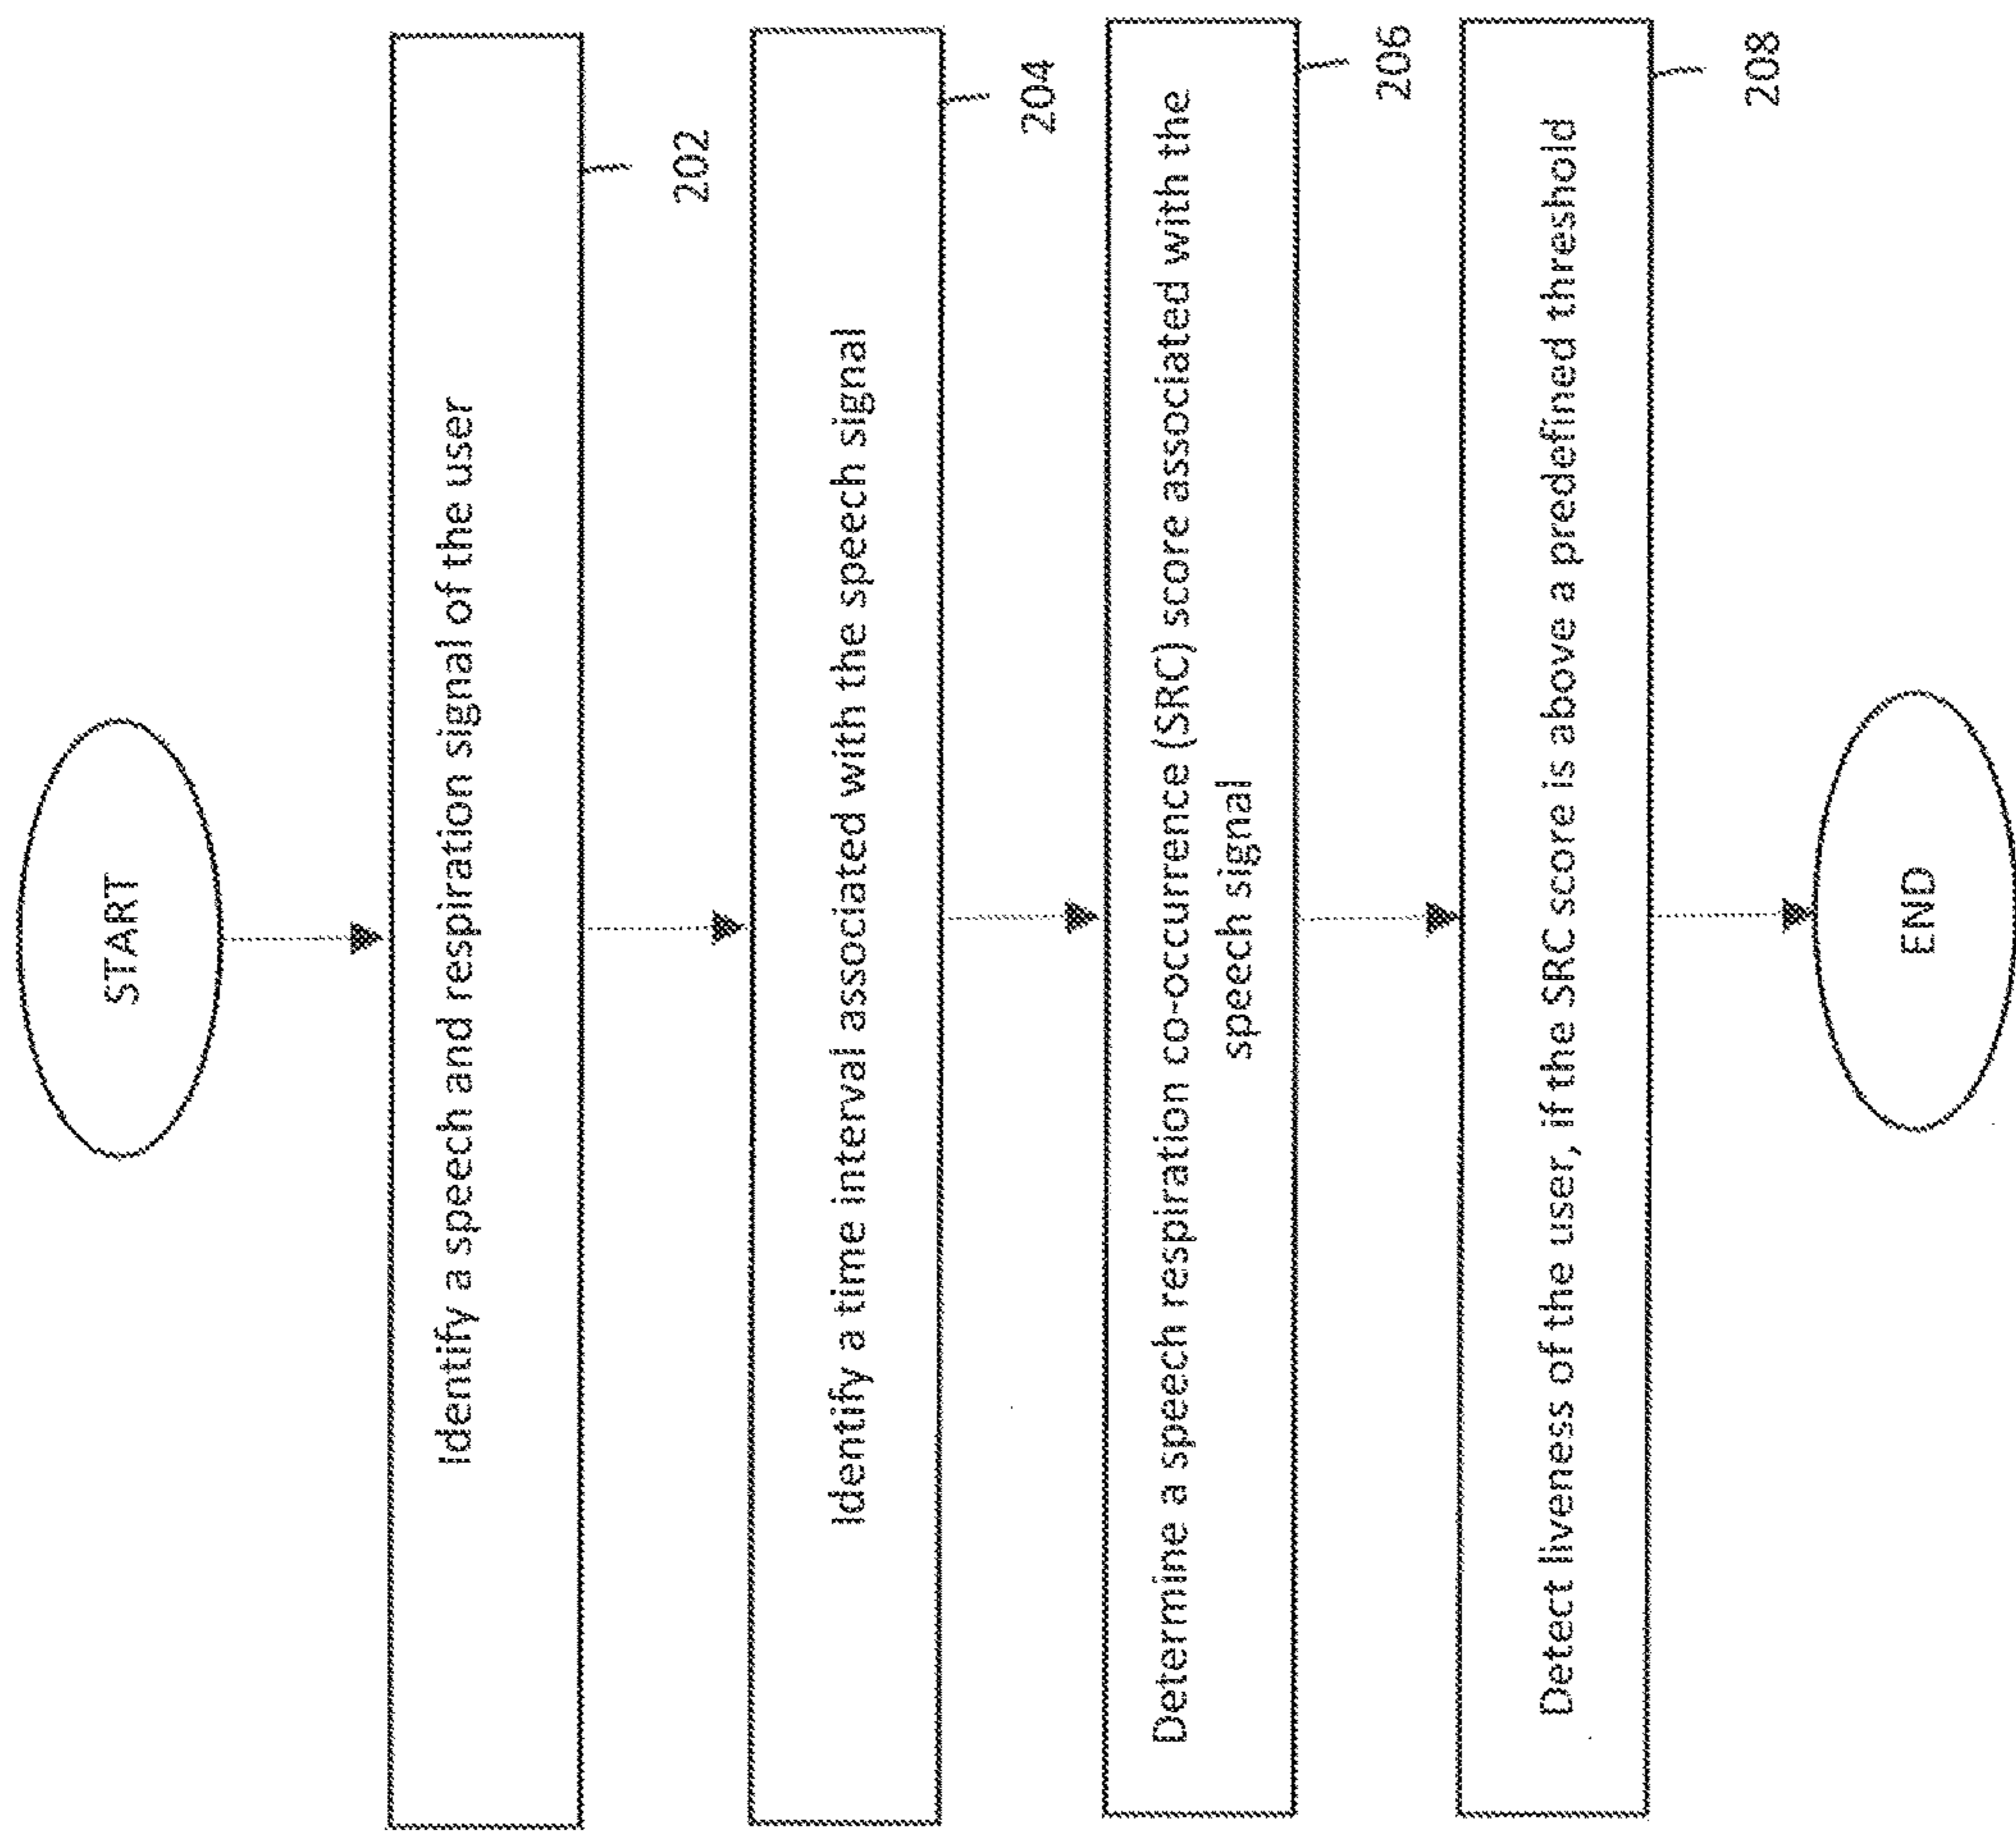 START
Identify a speech and respiration signal of the user
202
Identify a time interval associated with the speech signal
204
Determine a speech respiration co-occurrence (SRC) score associated with the
speech signal
206
Detect liveness of the user, if the SRC score is above a predefined threshold
208
END